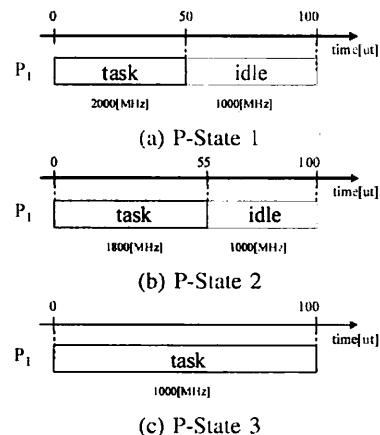 0 50 100
time[ut]
P1 task idle
2000[MHz] 1000[MHz]
(a) P-State 1
0 55 100
time[ut]
P1 task idle
1800[MHz] 1000[MHz]
(b) P-State 2
0 100
time[ut]
P1 task
1000[MHz]
(c) P-State 3